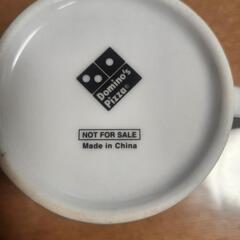 Domino's
Pizza®
NOT FOR SALE
Made in China